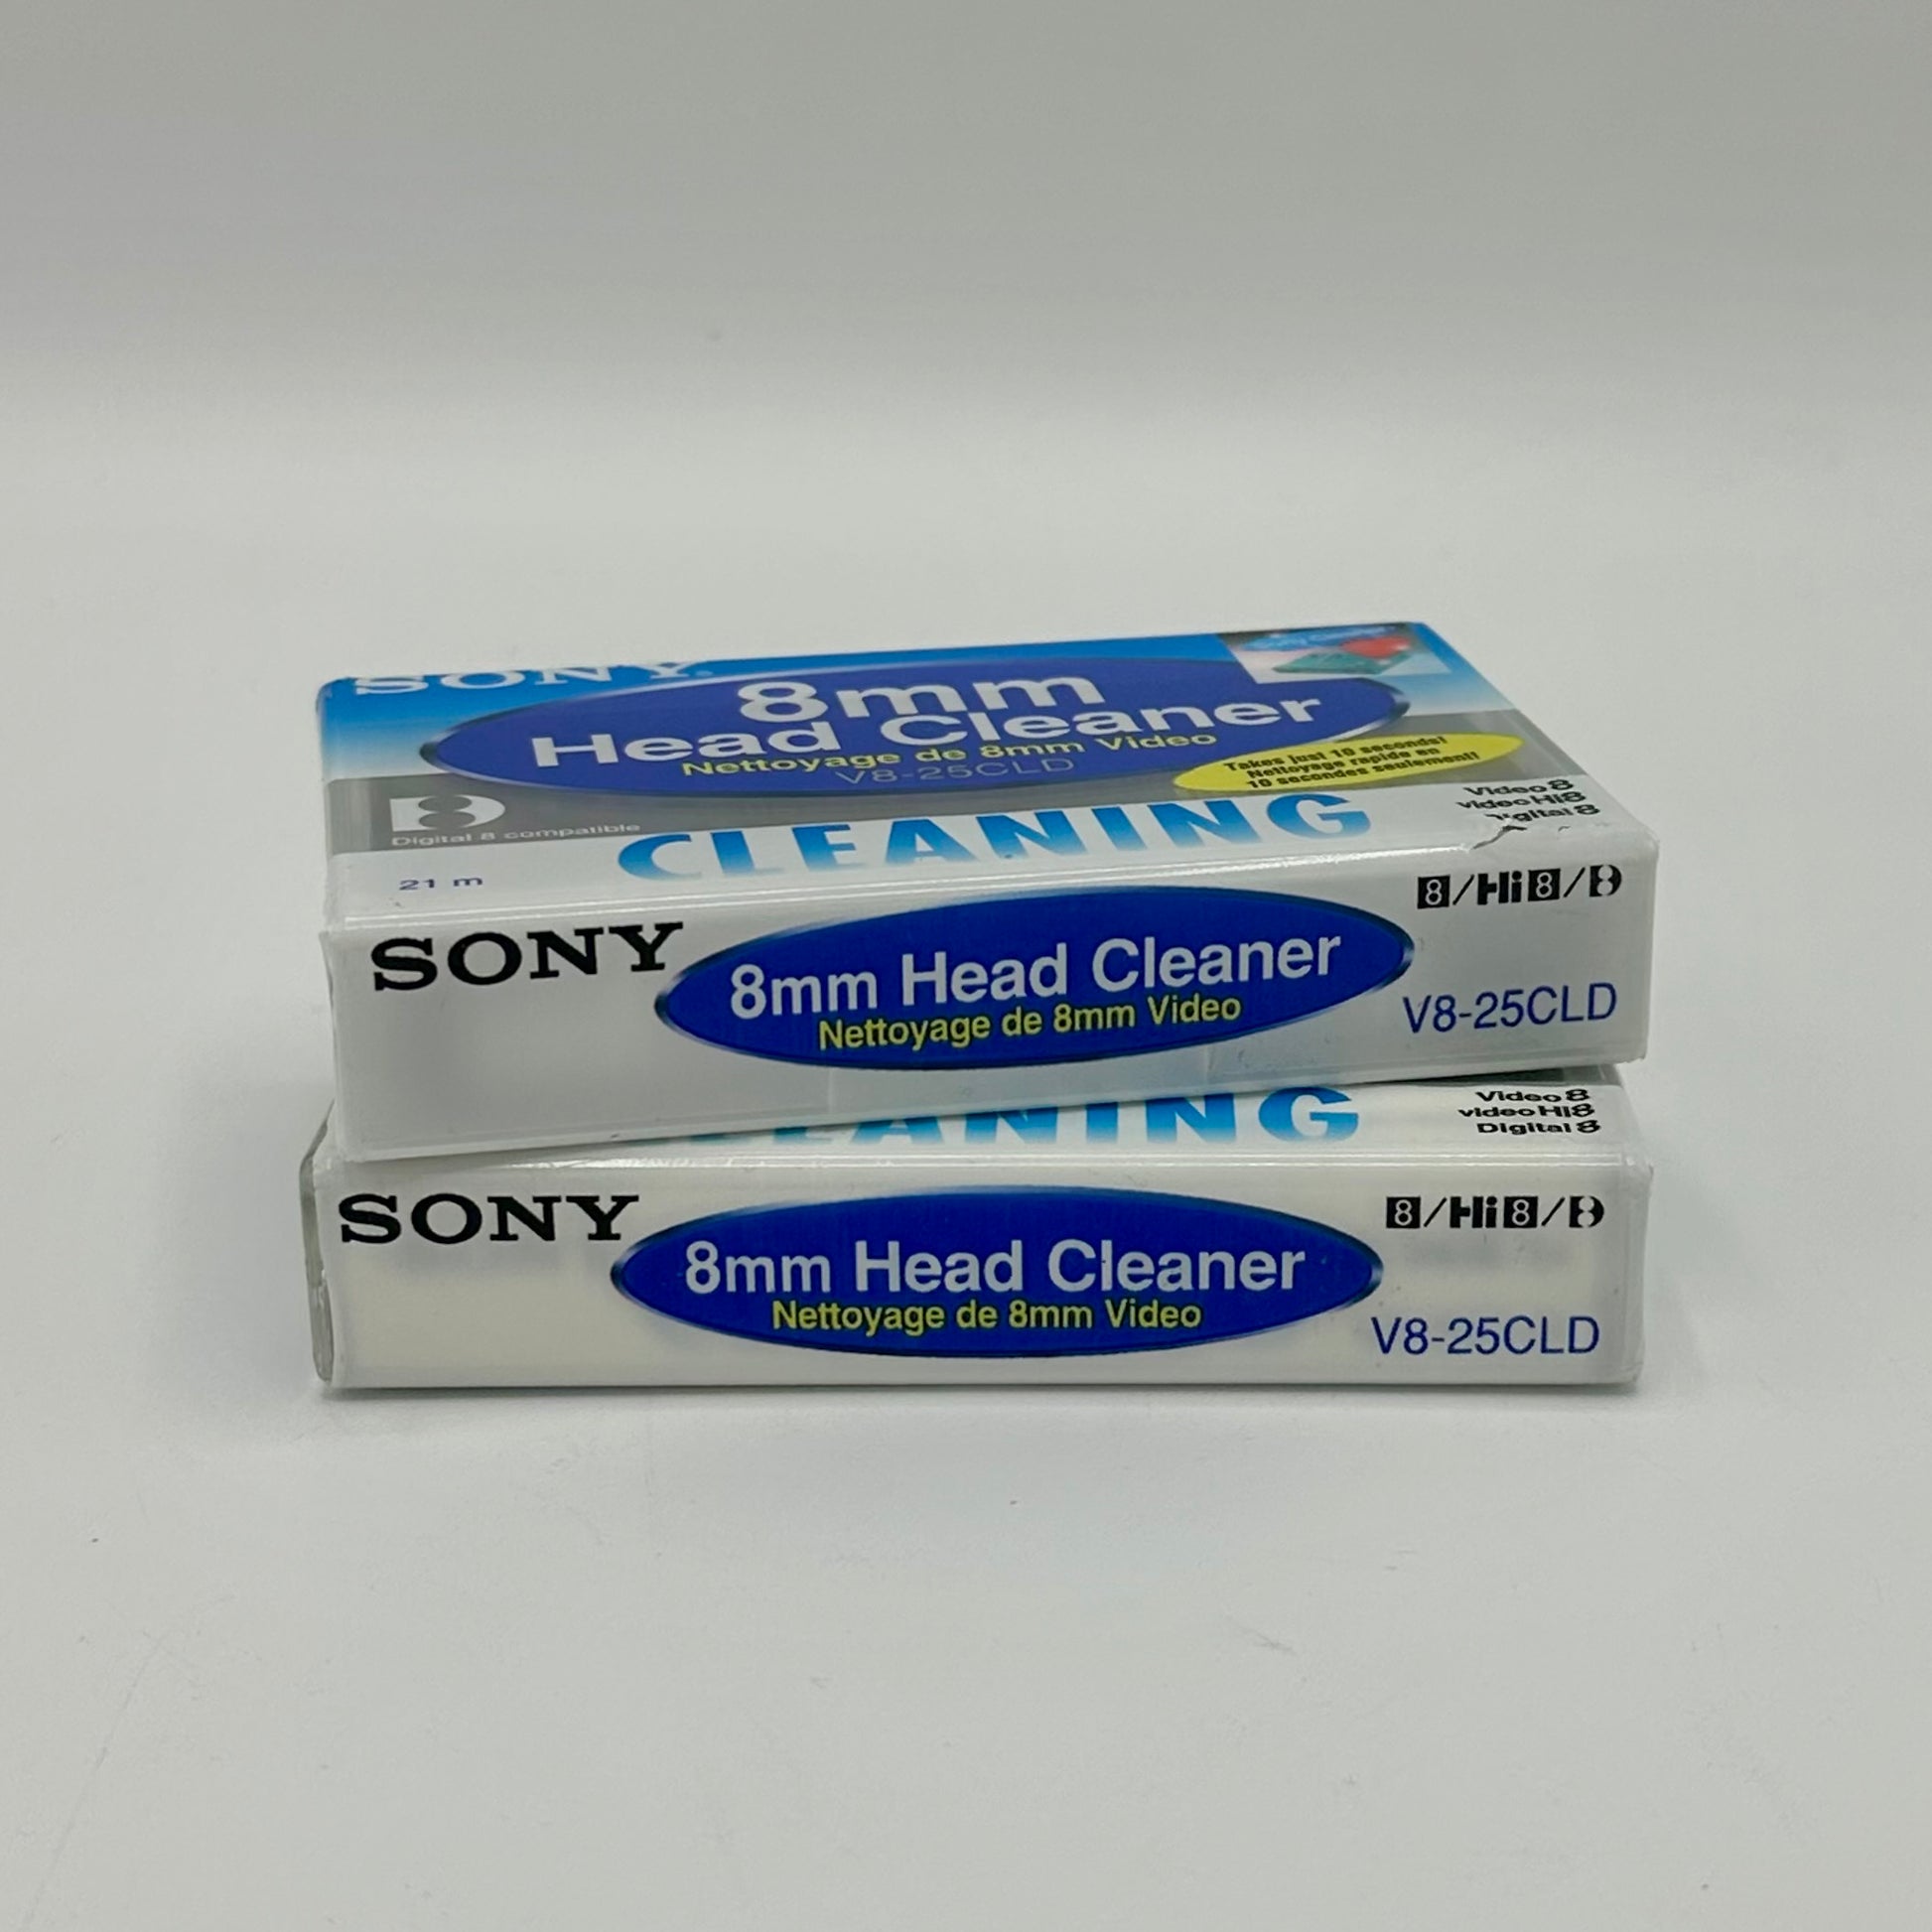 SONY
8mm
Head Cleaner
Nettoyage de 8mm Video
V8-25CLD
Takes just 10 seconds!
Nettoyage rapide en
10 secondes seulement!
Digital 8 compatible
CLEANING
Video 8
video Hi8
Digital 8
21 m
8/Hi8/8
SONY
8mm Head Cleaner
Nettoyage de 8mm Video
V8-25CLD
EANING
Video 8
video Hi8
Digital 8
8/Hi8/8
SONY
8mm Head Cleaner
Nettoyage de 8mm Video
V8-25CLD